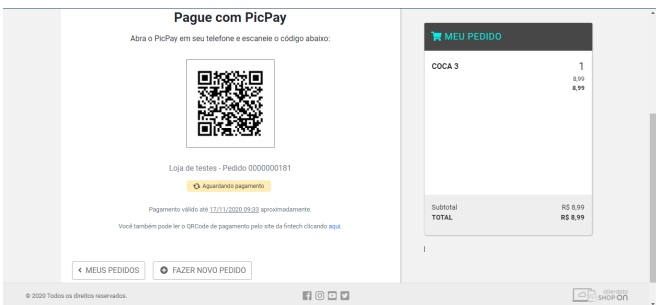 Pague com PicPay
Abra o PicPay em seu telefone e escaneie o código abaixo:
Loja de testes - Pedido 0000000181
Aguardando pagamento
Pagamento válido até 17/11/2020 09:33 aproximadamente.
Você também pode ler o QRCode de pagamento pelo site da fintech clicando aqui.
MEUS PEDIDOS
FAZER NOVO PEDIDO
MEU PEDIDO
COCA 3 1
8,99
8,99
Subtotal R$ 8,99
TOTAL R$ 8,99
© 2020 Todos os direitos reservados.
SHOP ON